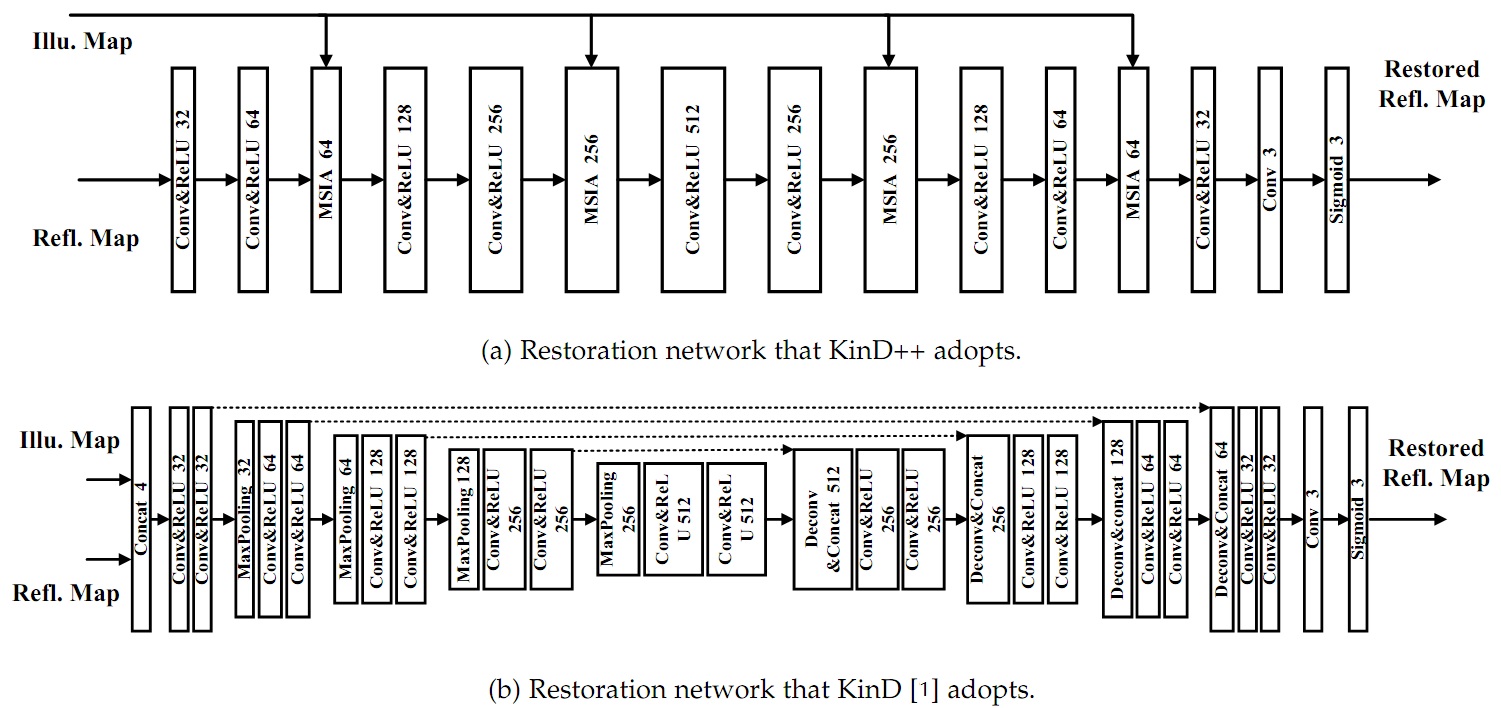 Illu. Map
Refl. Map
Conv&ReLU 32
Conv&ReLU 64
MSIA 64
Conv&ReLU 128
Conv&ReLU 256
MSIA 256
Conv&ReLU 512
Conv&ReLU 256
MSIA 256
Conv&ReLU 128
Conv&ReLU 64
MSIA 64
Conv&ReLU 32
Conv 3
Sigmoid 3
Restored
Refl. Map
(a) Restoration network that KinD++ adopts.
Illu. Map
Refl. Map
Concat 4
Conv&ReLU 32
Conv&ReLU 32
MaxPooling 32
Conv&ReLU 64
Conv&ReLU 64
MaxPooling 64
Conv&ReLU 128
Conv&ReLU 128
MaxPooling 128
Conv&ReLU
256
Conv&ReLU
256
MaxPooling
256
Conv&ReL
U 512
Conv&ReL
U 512
Deconv
&Concat 512
Conv&ReLU
256
Conv&ReLU
256
Deconv&Concat
256
Conv&ReLU 128
Conv&ReLU 128
Deconv&concat 128
Conv&ReLU 64
Conv&ReLU 64
Deconv&Concat 64
Conv&ReLU 32
Conv&ReLU 32
Conv 3
Sigmoid 3
Restored
Refl. Map
(b) Restoration network that KinD [1] adopts.